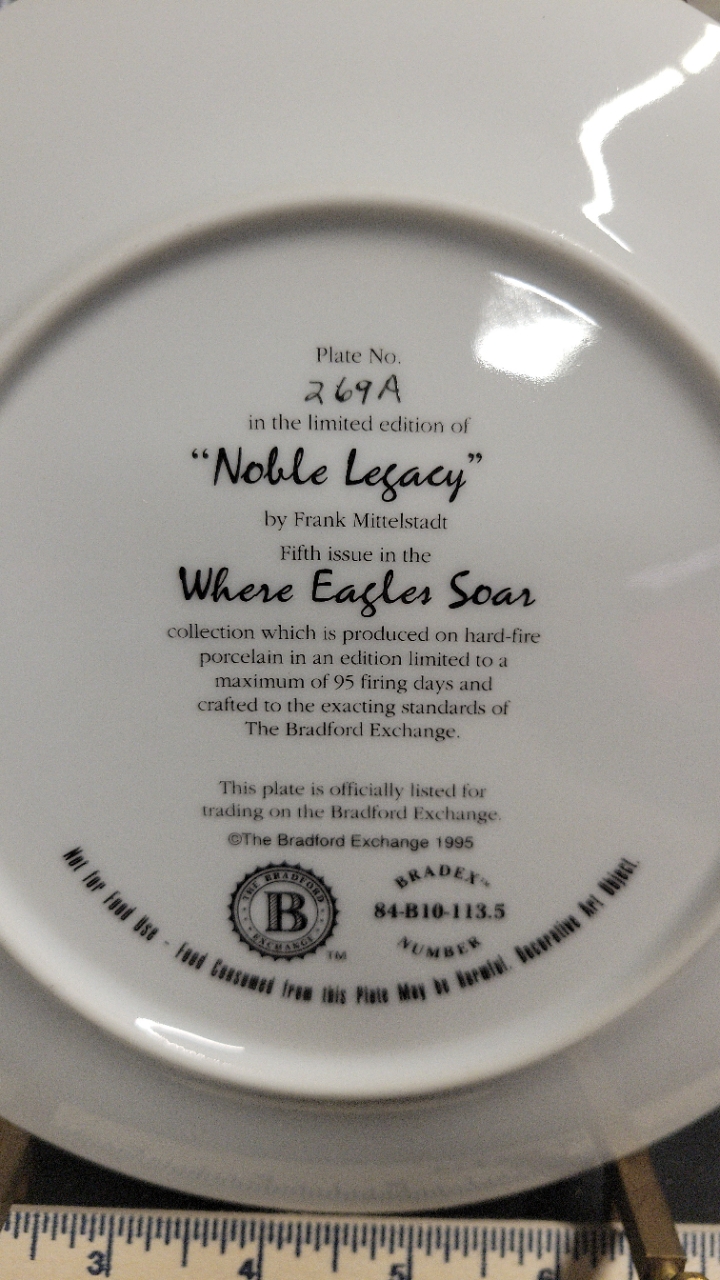 Plate No.
269A
in the limited edition of
“Noble Legacy”
by Frank Mittelstadt
Fifth issue in the
Where Eagles Soar
collection which is produced on hard-fire
porcelain in an edition limited to a
maximum of 95 firing days and
crafted to the exacting standards of
The Bradford Exchange.
This plate is officially listed for
trading on the Bradford Exchange.
©The Bradford Exchange 1995
THE BRADFORD
B
EXCHANGE
TM
BRADEX™
84-B10-113.5
NUMBER
Not for Food Use - Food Consumed from this Plate May be Harmful. Decorative Art Object.
3 4 5 6